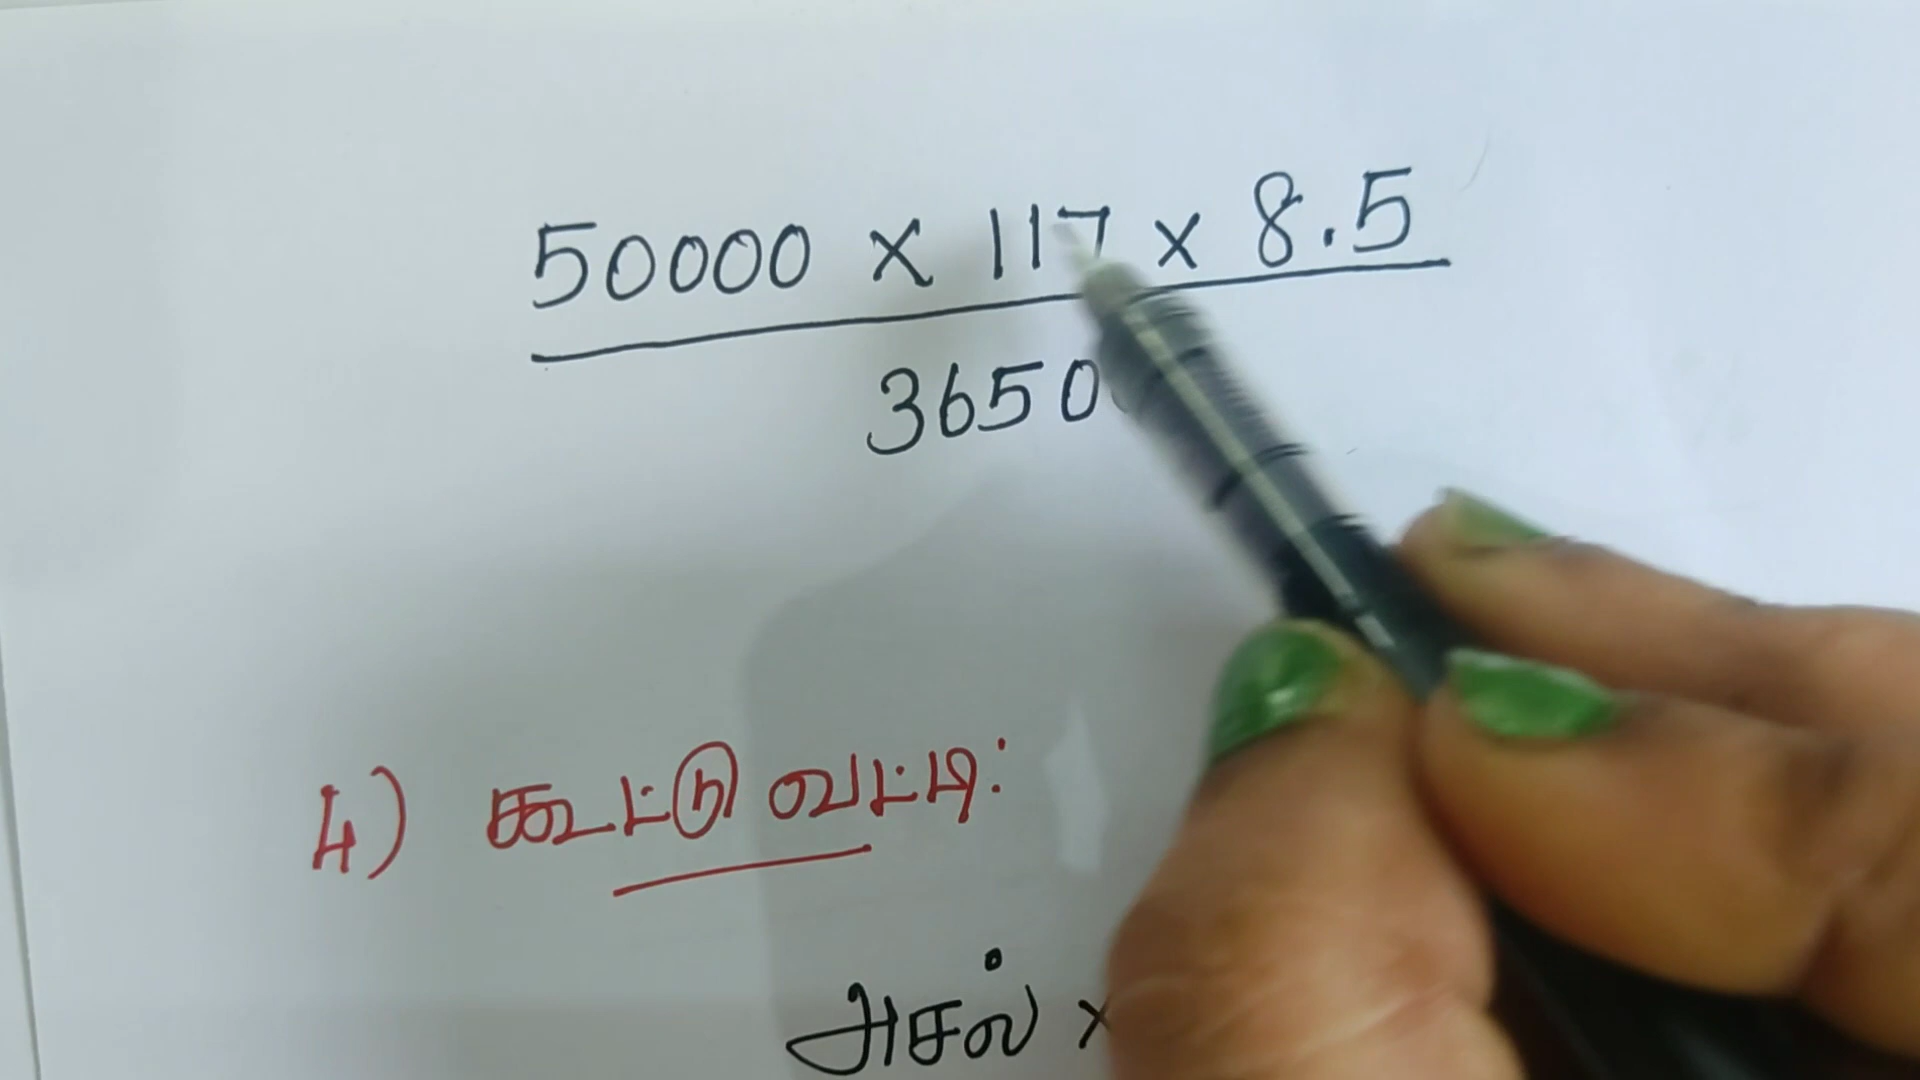 50000 x 117 x 8.5
3650
4) கூட்டு வட்டி:
அசல் x